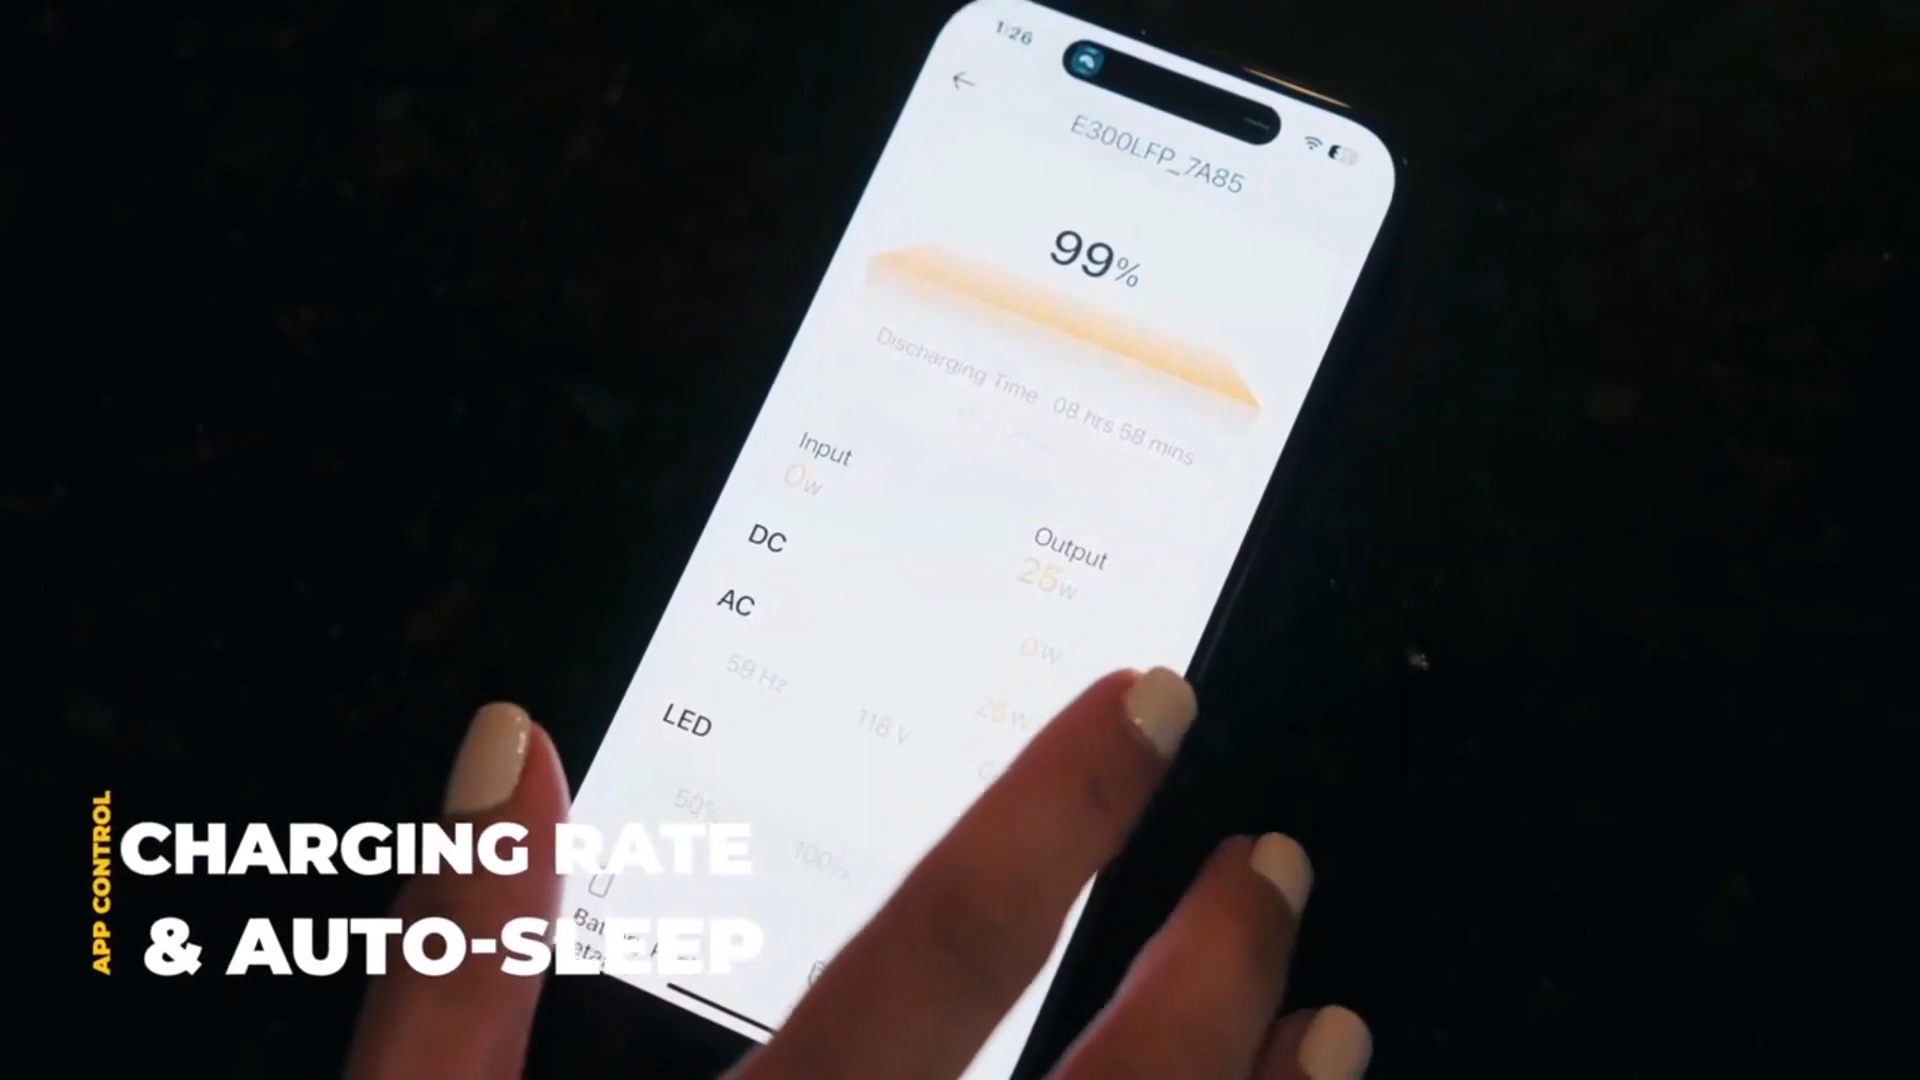 1:26
E300LFP_7A85
99%
Discharging Time 08 hrs 58 mins
Input
0w
Output
25w
DC
0w
AC
25w
59 Hz
118 V
LED
50%
100%
APP CONTROL
CHARGING RATE
& AUTO-SLEEP